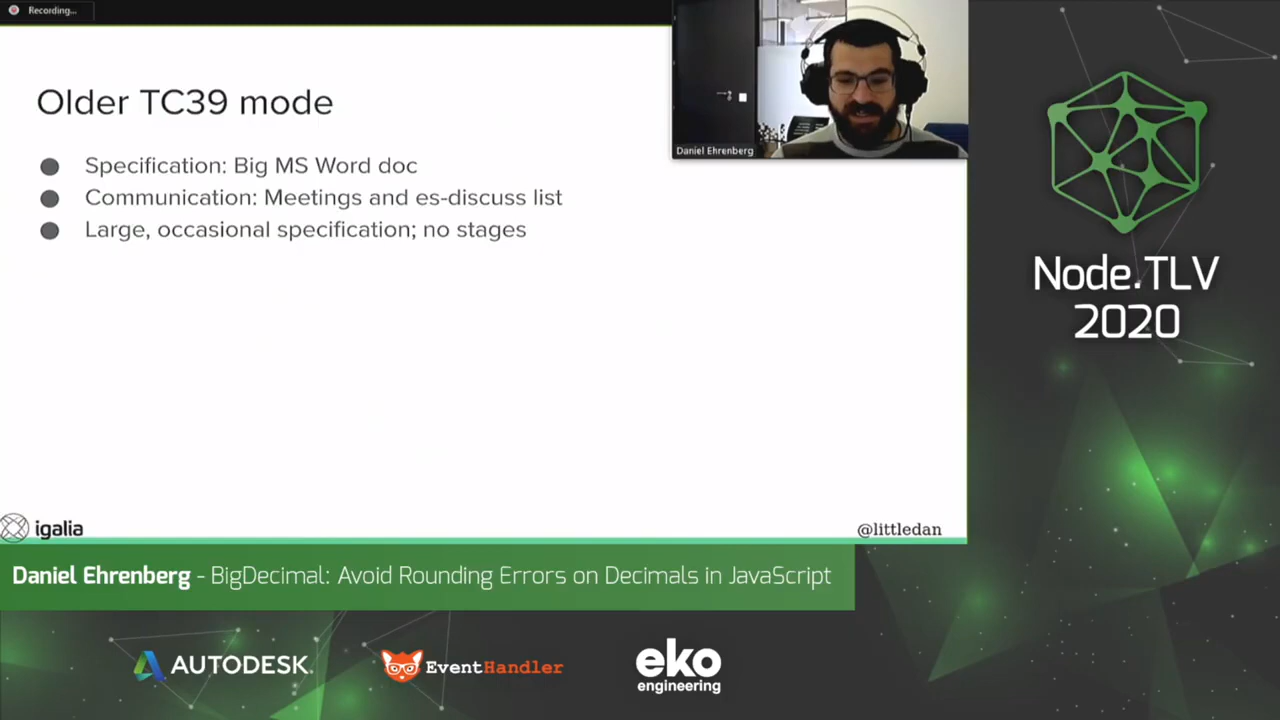 Recording...
Older TC39 mode
Specification: Big MS Word doc
Communication: Meetings and es-discuss list
Large, occasional specification; no stages
Daniel Ehrenberg
Node.TLV
2020
igalia
@littledan
Daniel Ehrenberg - BigDecimal: Avoid Rounding Errors on Decimals in JavaScript
AUTODESK
EventHandler
eko
engineering